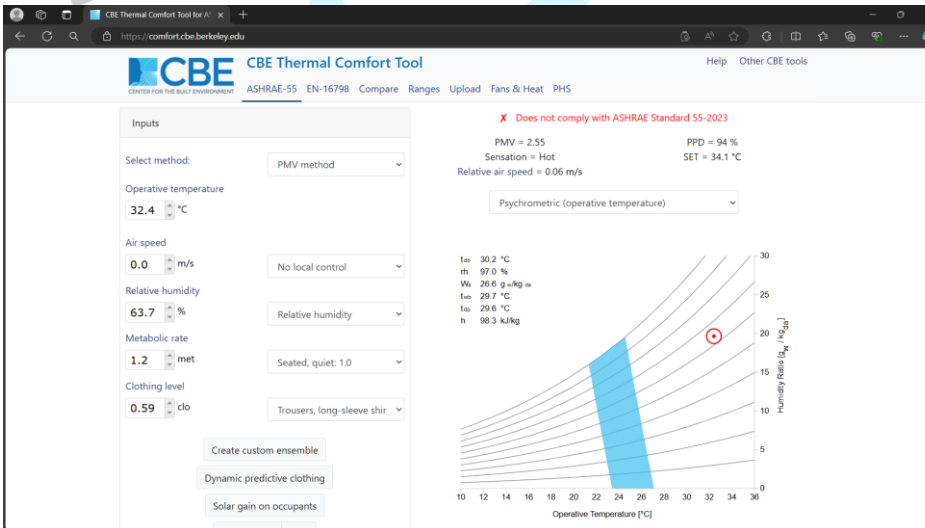 CBE Thermal Comfort Tool for A
https://comfort.cbe.berkeley.edu
CBE
CENTER FOR THE BUILT ENVIRONMENT
CBE Thermal Comfort Tool
Help Other CBE tools
ASHRAE-55 EN-16798 Compare Ranges Upload Fans & Heat PHS
Inputs
Select method:
PMV method
Operative temperature
32.4 °C
Air speed
0.0 m/s
No local control
Relative humidity
63.7 %
Relative humidity
Metabolic rate
1.2 met
Seated, quiet: 1.0
Clothing level
0.59 clo
Trousers, long-sleeve shir
Create custom ensemble
Dynamic predictive clothing
Solar gain on occupants
✗ Does not comply with ASHRAE Standard 55-2023
PMV = 2.55 PPD = 94 %
Sensation = Hot SET = 34.1 °C
Relative air speed = 0.06 m/s
Psychrometric (operative temperature)
tdb 30.2 °C
rh 97.0 %
Wa 26.6 g w/kg da
twb 29.7 °C
tdp 29.6 °C
h 98.3 kJ/kg
30
25
20
15
10
5
0
Humidity Ratio [gw / kgda]
10 12 14 16 18 20 22 24 26 28 30 32 34 36
Operative Temperature [°C]